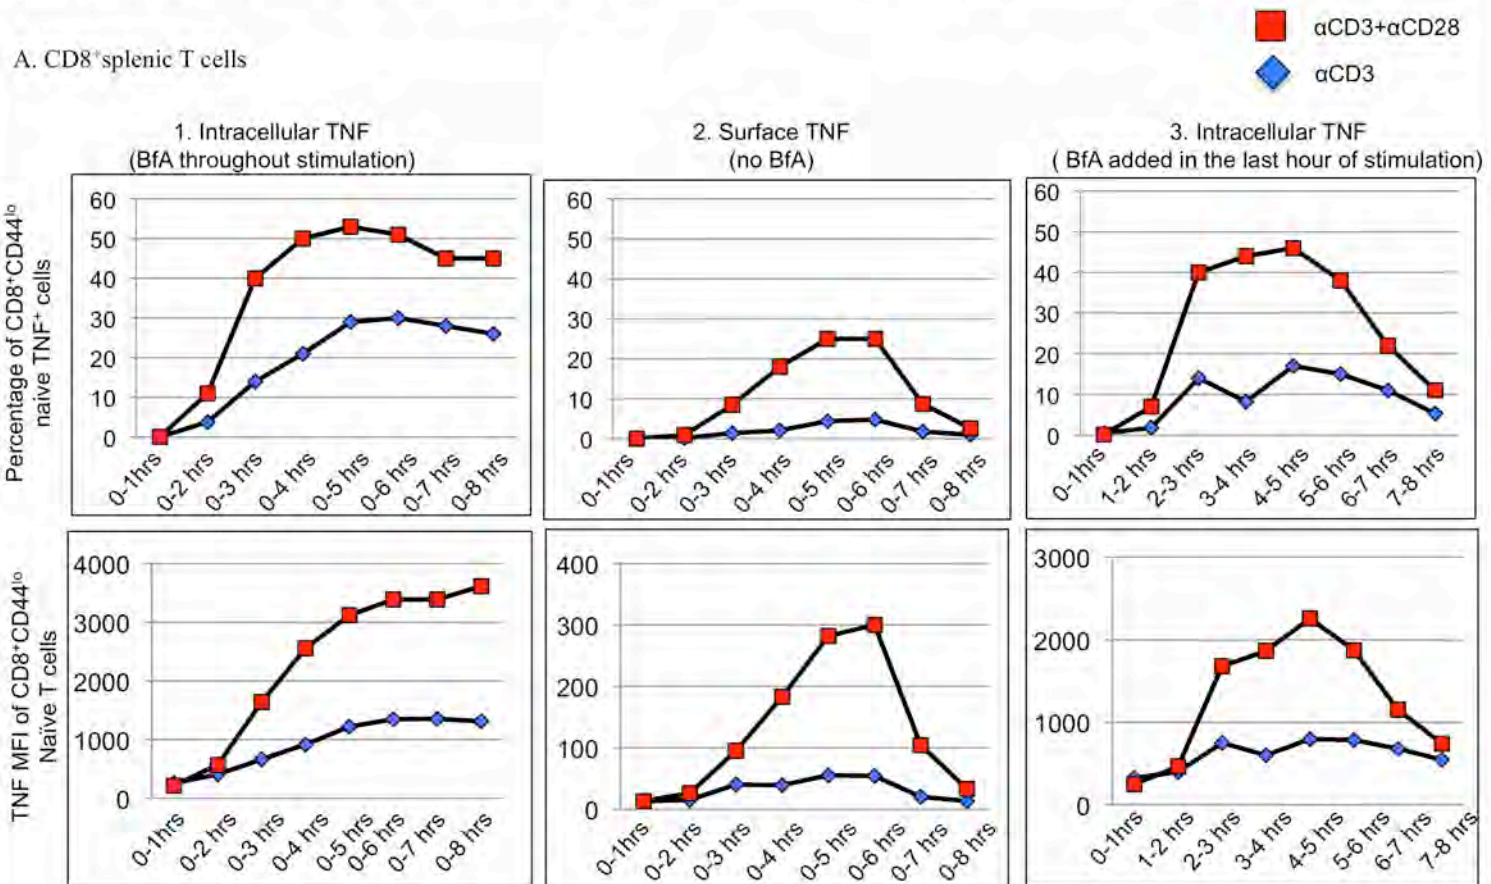 αCD3+αCD28
A. CD8⁺splenic T cells
αCD3
1. Intracellular TNF
(BfA throughout stimulation)
2. Surface TNF
(no BfA)
3. Intracellular TNF
( BfA added in the last hour of stimulation)
Percentage of CD8⁺CD44ˡᵒ
naive TNF⁺ cells
60
50
40
30
20
10
0
0-1hrs
0-2 hrs
0-3 hrs
0-4 hrs
0-5 hrs
0-6 hrs
0-7 hrs
0-8 hrs
60
50
40
30
20
10
0
0-1hrs
0-2 hrs
0-3 hrs
0-4 hrs
0-5 hrs
0-6 hrs
0-7 hrs
0-8 hrs
60
50
40
30
20
10
0
0-1hrs
1-2 hrs
2-3 hrs
3-4 hrs
4-5 hrs
5-6 hrs
6-7 hrs
7-8 hrs
TNF MFI of CD8⁺CD44ˡᵒ
Naïve T cells
4000
3000
2000
1000
0
0-1hrs
0-2 hrs
0-3 hrs
0-4 hrs
0-5 hrs
0-6 hrs
0-7 hrs
0-8 hrs
400
300
200
100
0
0-1hrs
0-2 hrs
0-3 hrs
0-4 hrs
0-5 hrs
0-6 hrs
0-7 hrs
0-8 hrs
3000
2000
1000
0
0-1hrs
1-2 hrs
2-3 hrs
3-4 hrs
4-5 hrs
5-6 hrs
6-7 hrs
7-8 hrs